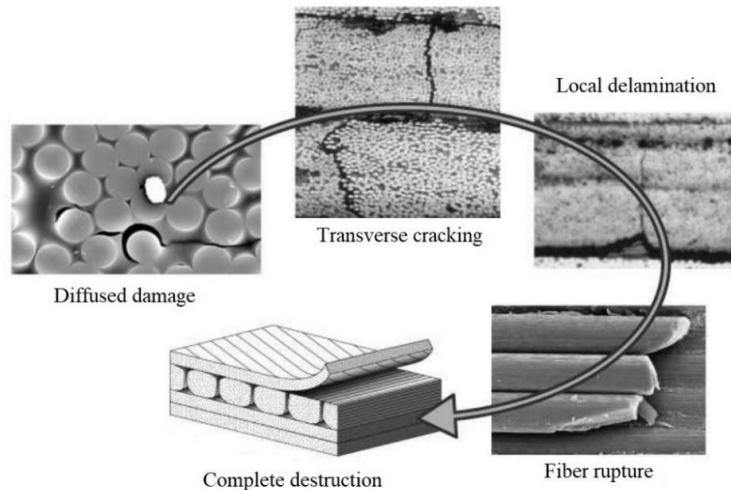 Local delamination
Transverse cracking
Diffused damage
Complete destruction
Fiber rupture